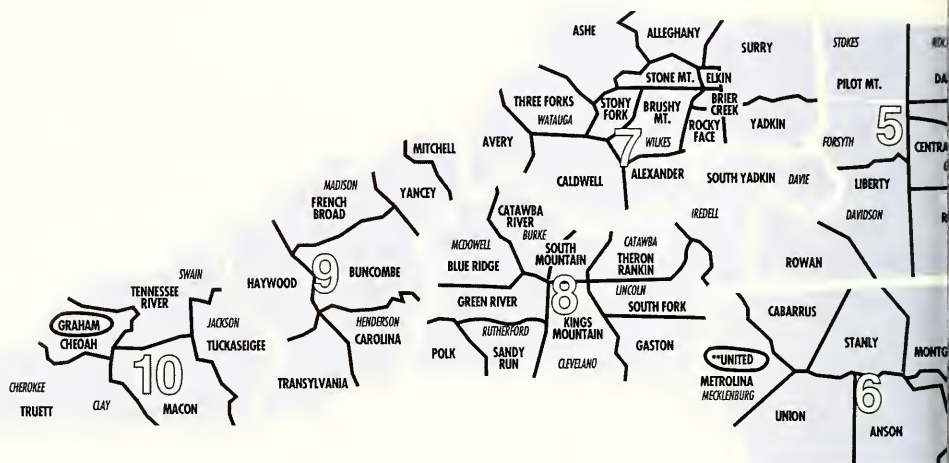 ASHE
ALLEGHANY
SURRY
STOKES
PILOT MT.
STONE MT.
ELKIN
THREE FORKS
WATAUGA
STONY
FORK
BRUSHY
MT.
BRIER
CREEK
ROCKY
FACE
YADKIN
WILKES
7
FORSYTH
5
AVERY
MITCHELL
CALDWELL
ALEXANDER
SOUTH YADKIN
DAVIE
LIBERTY
DAVIDSON
IREDELL
ROWAN
MADISON
FRENCH
BROAD
YANCEY
CATAWBA
RIVER
BURKE
MCDOWELL
BLUE RIDGE
SOUTH
MOUNTAIN
CATAWBA
THERON
RANKIN
LINCOLN
HAYWOOD
9
BUNCOMBE
GREEN RIVER
8
SOUTH FORK
HENDERSON
CAROLINA
RUTHERFORD
KINGS
MOUNTAIN
POLK
SANDY
RUN
CLEVELAND
GASTON
TRANSYLVANIA
SWAIN
TENNESSEE
RIVER
GRAHAM
CHEOAH
JACKSON
TUCKASEIGEE
10
CHEROKEE
TRUETT
CLAY
MACON
CABARRUS
STANLY
**UNITED
METROLINA
MECKLENBURG
6
UNION
ANSON